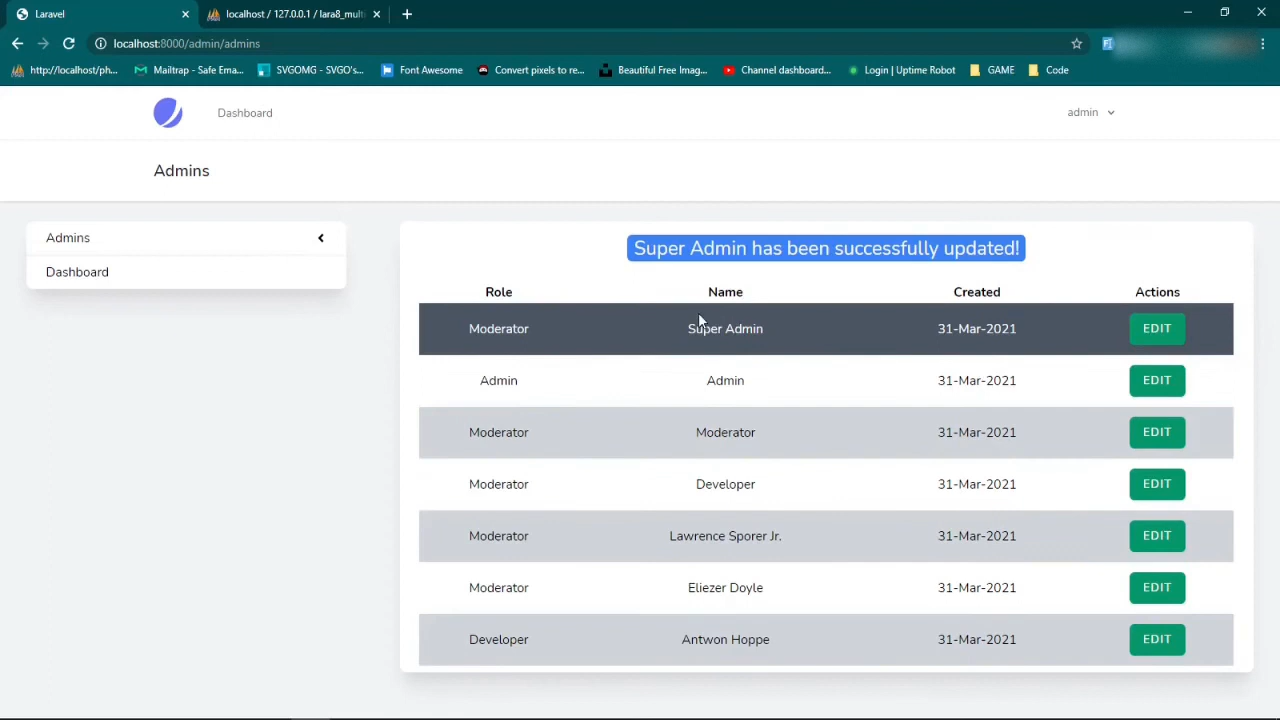 Laravel
localhost / 127.0.0.1 / lara8_mult
localhost:8000/admin/admins
http://localhost/ph...
Mailtrap - Safe Ema...
SVGOMG - SVGO's...
Font Awesome
Convert pixels to re...
Beautiful Free Imag...
Channel dashboard...
Login | Uptime Robot
GAME
Code
Dashboard
admin
Admins
Admins
Dashboard
Super Admin has been successfully updated!
Role Name Created Actions
Moderator Super Admin 31-Mar-2021 EDIT
Admin Admin 31-Mar-2021 EDIT
Moderator Moderator 31-Mar-2021 EDIT
Moderator Developer 31-Mar-2021 EDIT
Moderator Lawrence Sporer Jr. 31-Mar-2021 EDIT
Moderator Eliezer Doyle 31-Mar-2021 EDIT
Developer Antwon Hoppe 31-Mar-2021 EDIT